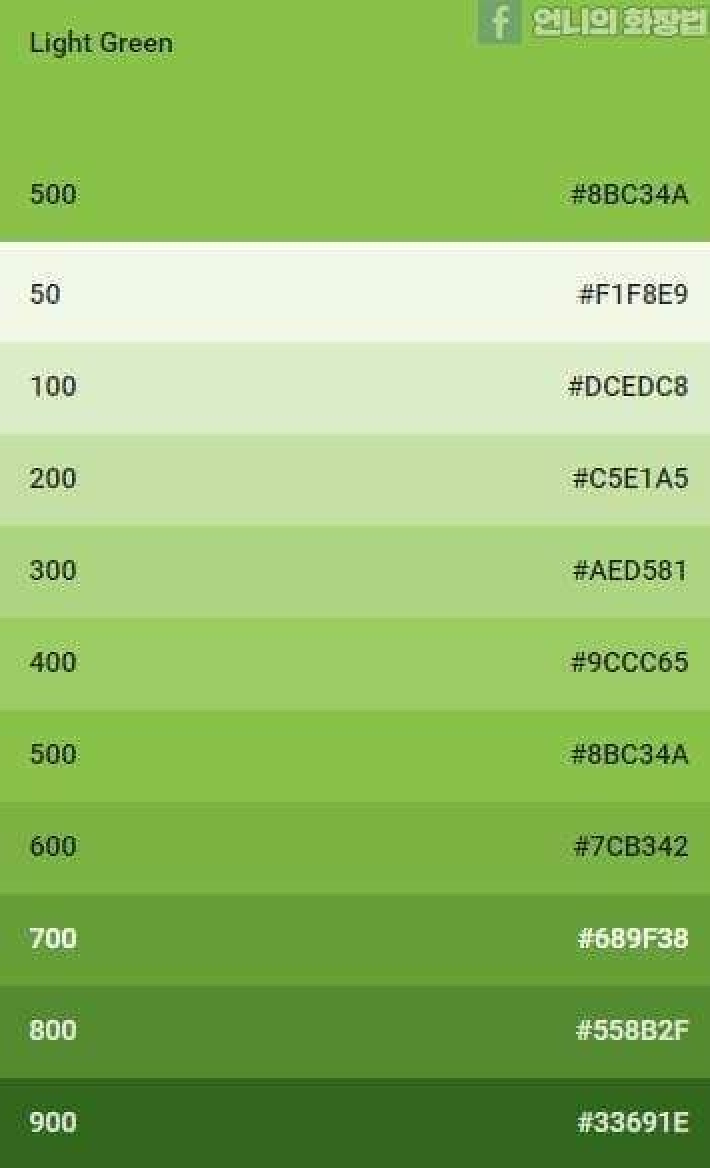 f 언니의 화장법
Light Green
500 #8BC34A
50 #F1F8E9
100 #DCEDC8
200 #C5E1A5
300 #AED581
400 #9CCC65
500 #8BC34A
600 #7CB342
700 #689F38
800 #558B2F
900 #33691E